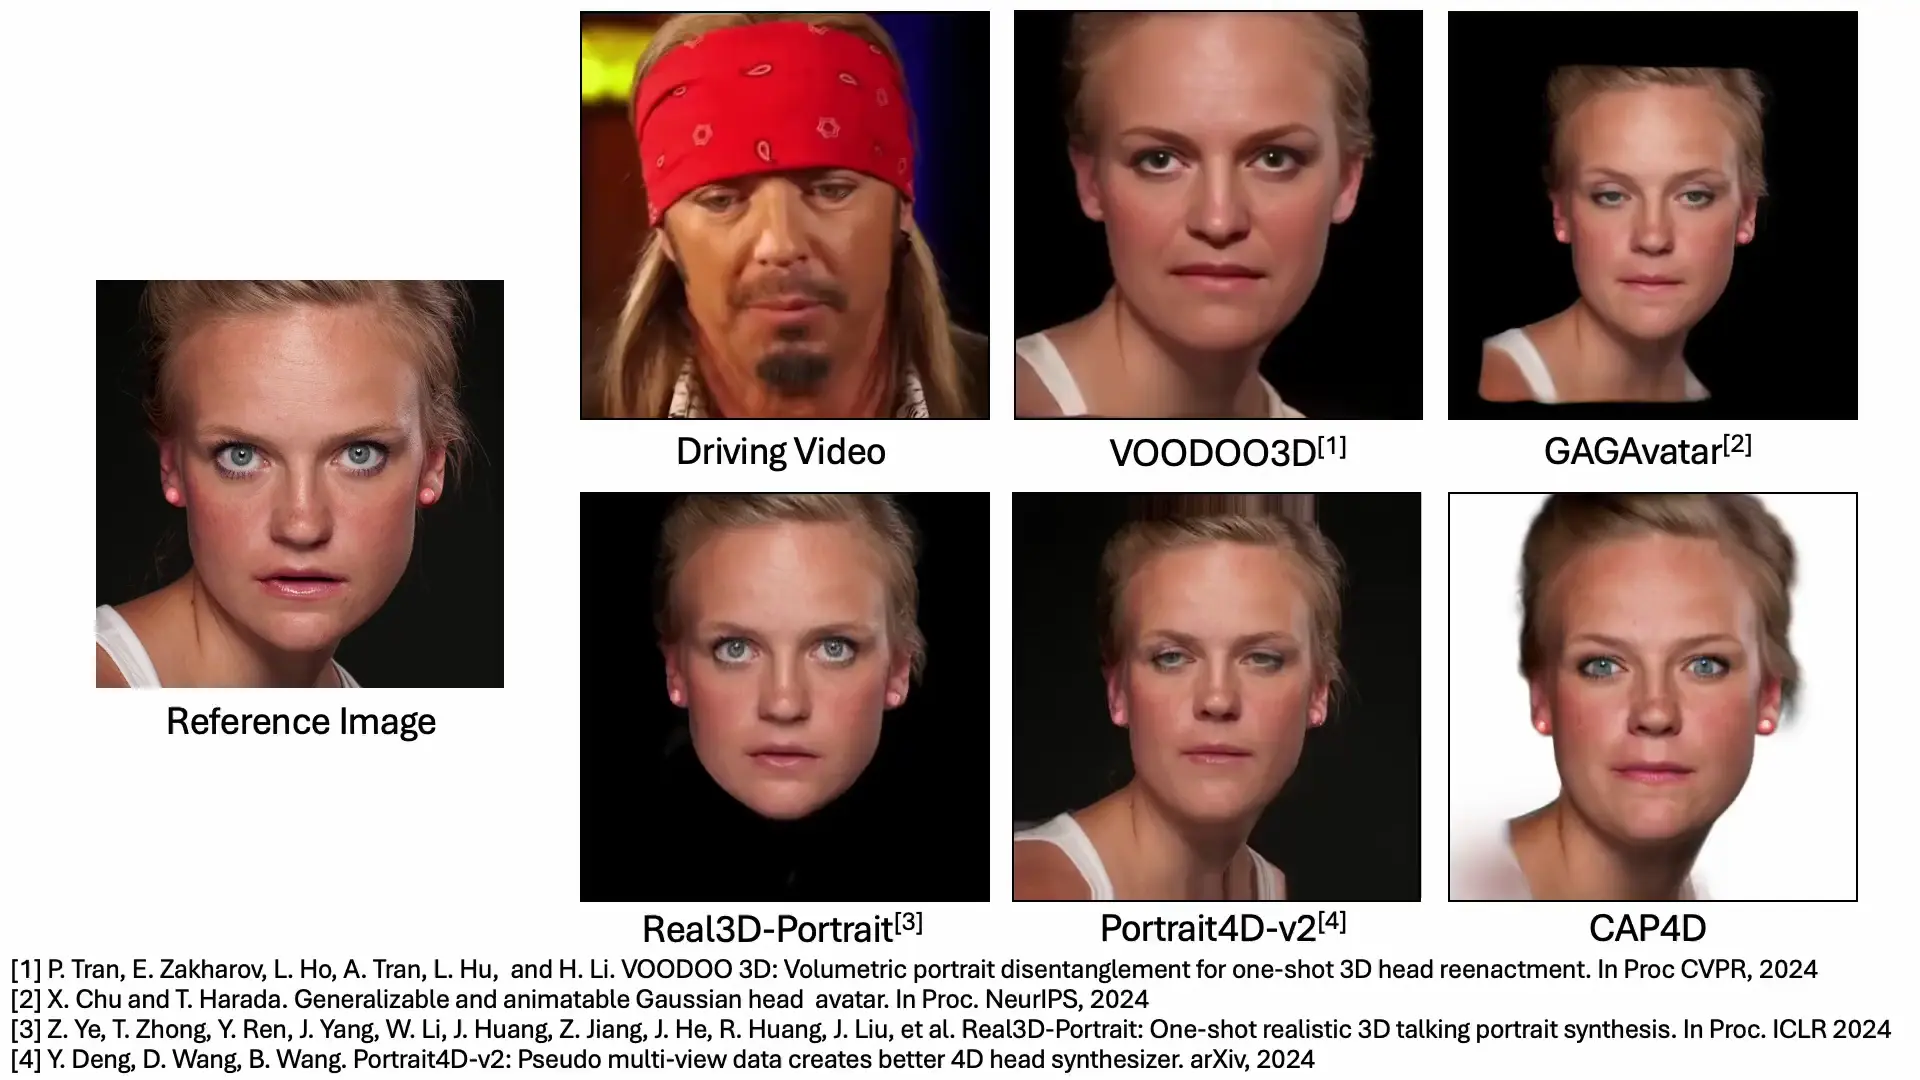 Driving Video
VOODOO3D[1]
GAGAvatar[2]
Reference Image
Real3D-Portrait[3]
Portrait4D-v2[4]
CAP4D
[1] P. Tran, E. Zakharov, L. Ho, A. Tran, L. Hu, and H. Li. VOODOO 3D: Volumetric portrait disentanglement for one-shot 3D head reenactment. In Proc CVPR, 2024
[2] X. Chu and T. Harada. Generalizable and animatable Gaussian head avatar. In Proc. NeurIPS, 2024
[3] Z. Ye, T. Zhong, Y. Ren, J. Yang, W. Li, J. Huang, Z. Jiang, J. He, R. Huang, J. Liu, et al. Real3D-Portrait: One-shot realistic 3D talking portrait synthesis. In Proc. ICLR 2024
[4] Y. Deng, D. Wang, B. Wang. Portrait4D-v2: Pseudo multi-view data creates better 4D head synthesizer. arXiv, 2024